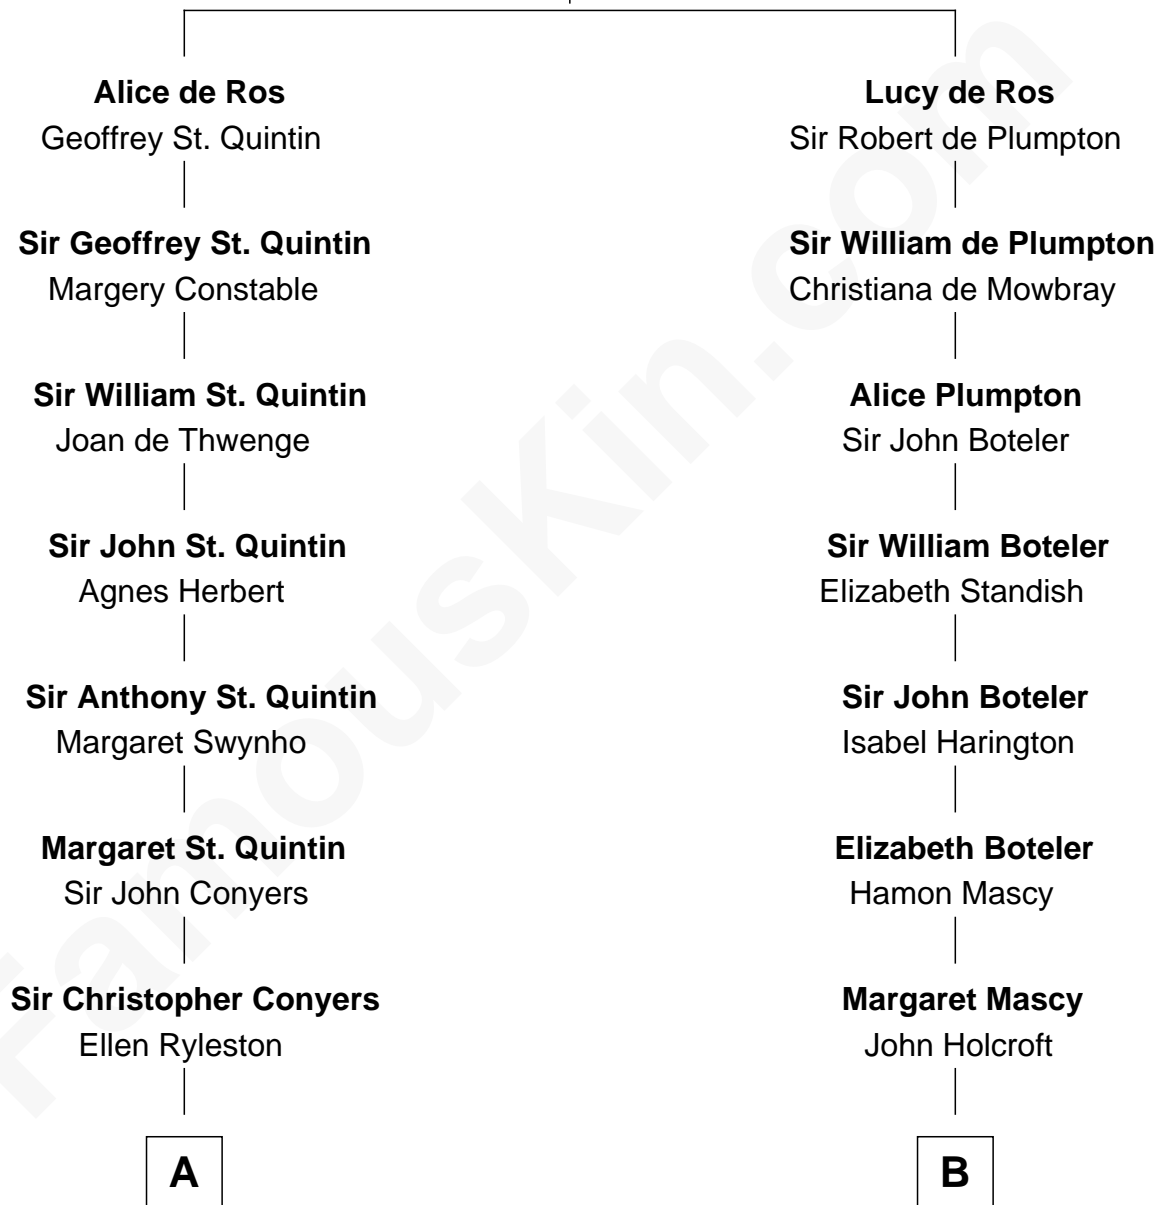 Alice de Ros
Geoffrey St. Quintin
Sir Geoffrey St. Quintin
Margery Constable
Sir William St. Quintin
Joan de Thwenge
Sir John St. Quintin
Agnes Herbert
Sir Anthony St. Quintin
Margaret Swynho
Margaret St. Quintin
Sir John Conyers
Sir Christopher Conyers
Ellen Ryleston
A
Lucy de Ros
Sir Robert de Plumpton
Sir William de Plumpton
Christiana de Mowbray
Alice Plumpton
Sir John Boteler
Sir William Boteler
Elizabeth Standish
Sir John Boteler
Isabel Harington
Elizabeth Boteler
Hamon Mascy
Margaret Mascy
John Holcroft
B
FamousKin.com